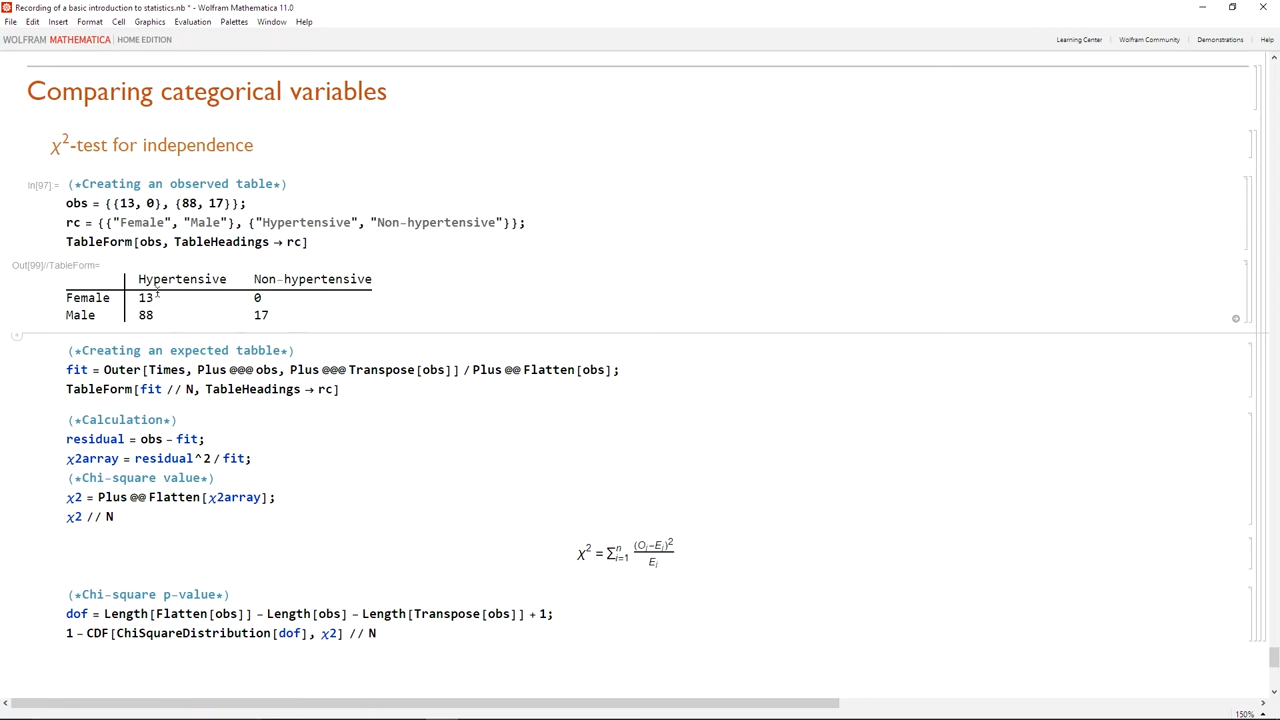 Recording of a basic introduction to statistics.nb * - Wolfram Mathematica 11.0
File Edit Insert Format Cell Graphics Evaluation Palettes Window Help
WOLFRAM MATHEMATICA | HOME EDITION Learning Center | Wolfram Community | Demonstrations | Help
Comparing categorical variables
χ²-test for independence
In[97]:= (*Creating an observed table*)
obs = {{13, 0}, {88, 17}};
rc = {{"Female", "Male"}, {"Hypertensive", "Non-hypertensive"}};
TableForm[obs, TableHeadings → rc]
Out[99]//TableForm=
Hypertensive Non-hypertensive
Female 13 0
Male 88 17
(*Creating an expected tabble*)
fit = Outer[Times, Plus @@@ obs, Plus @@@ Transpose[obs]] / Plus @@ Flatten[obs];
TableForm[fit // N, TableHeadings → rc]
(*Calculation*)
residual = obs - fit;
χ2array = residual^2 / fit;
(*Chi-square value*)
χ2 = Plus @@ Flatten[χ2array];
χ2 // N
χ² = Σⁿᵢ₌₁ (Oᵢ-Eᵢ)²/Eᵢ
(*Chi-square p-value*)
dof = Length[Flatten[obs]] - Length[obs] - Length[Transpose[obs]] + 1;
1 - CDF[ChiSquareDistribution[dof], χ2] // N
150%